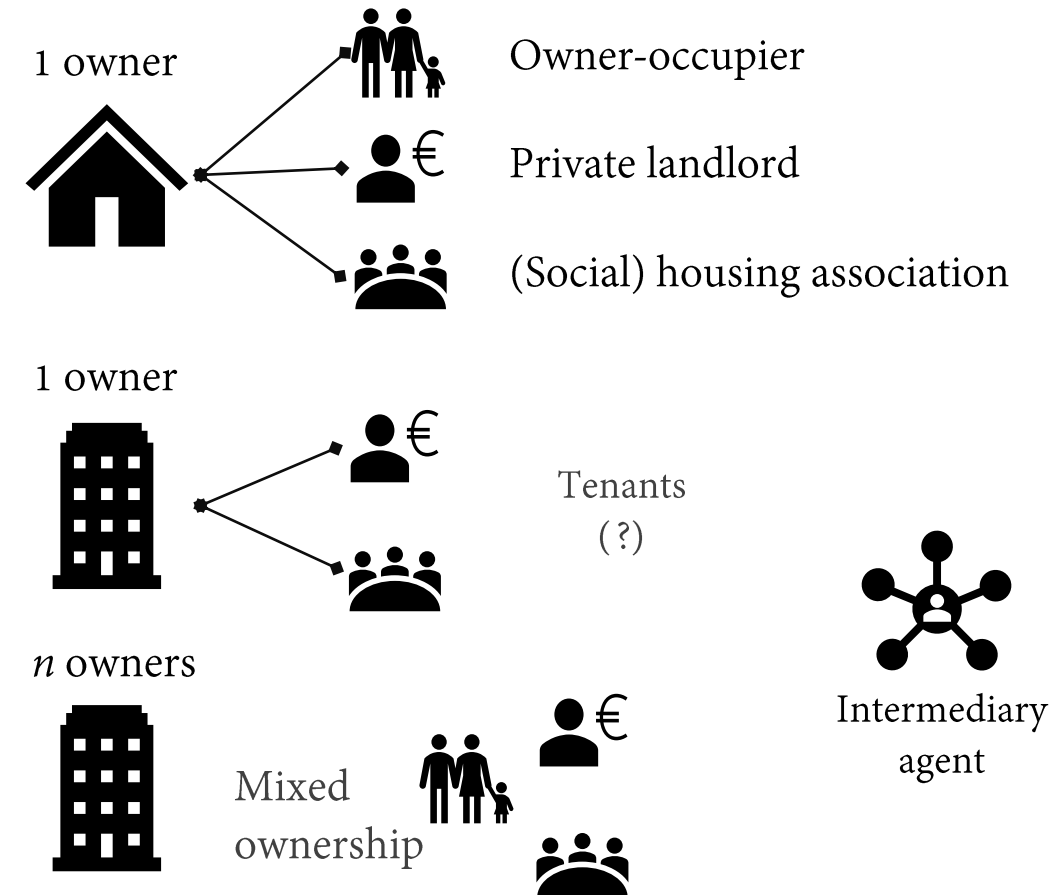 1 owner
Owner-occupier
€
Private landlord
(Social) housing association
1 owner
€
Tenants
(?)
n owners
€
Mixed
ownership
Intermediary
agent